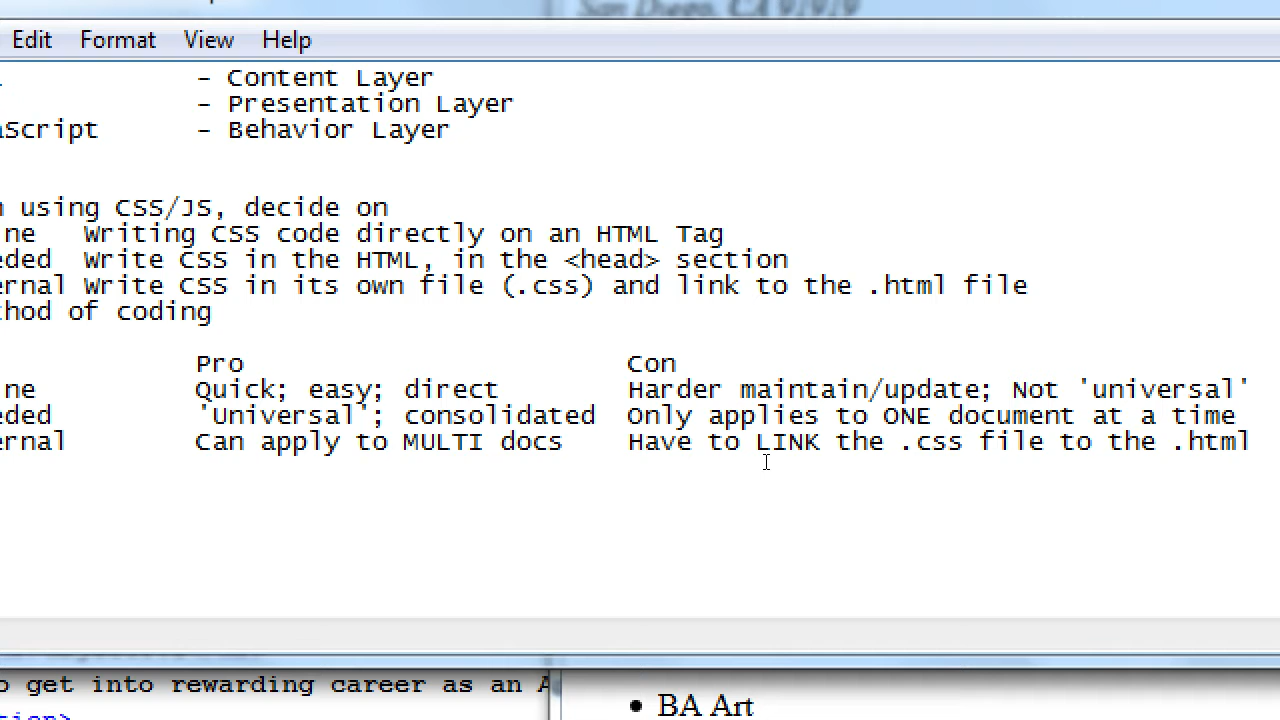 San Diego, CA 91919
Edit Format View Help
- Content Layer
- Presentation Layer
aScript - Behavior Layer
n using CSS/JS, decide on
ne Writing CSS code directly on an HTML Tag
eded Write CSS in the HTML, in the <head> section
ernal Write CSS in its own file (.css) and link to the .html file
thod of coding
Pro Con
ne Quick; easy; direct Harder maintain/update; Not 'universal'
eded 'Universal'; consolidated Only applies to ONE document at a time
ernal Can apply to MULTI docs Have to LINK the .css file to the .html
o get into rewarding career as an A
• BA Art